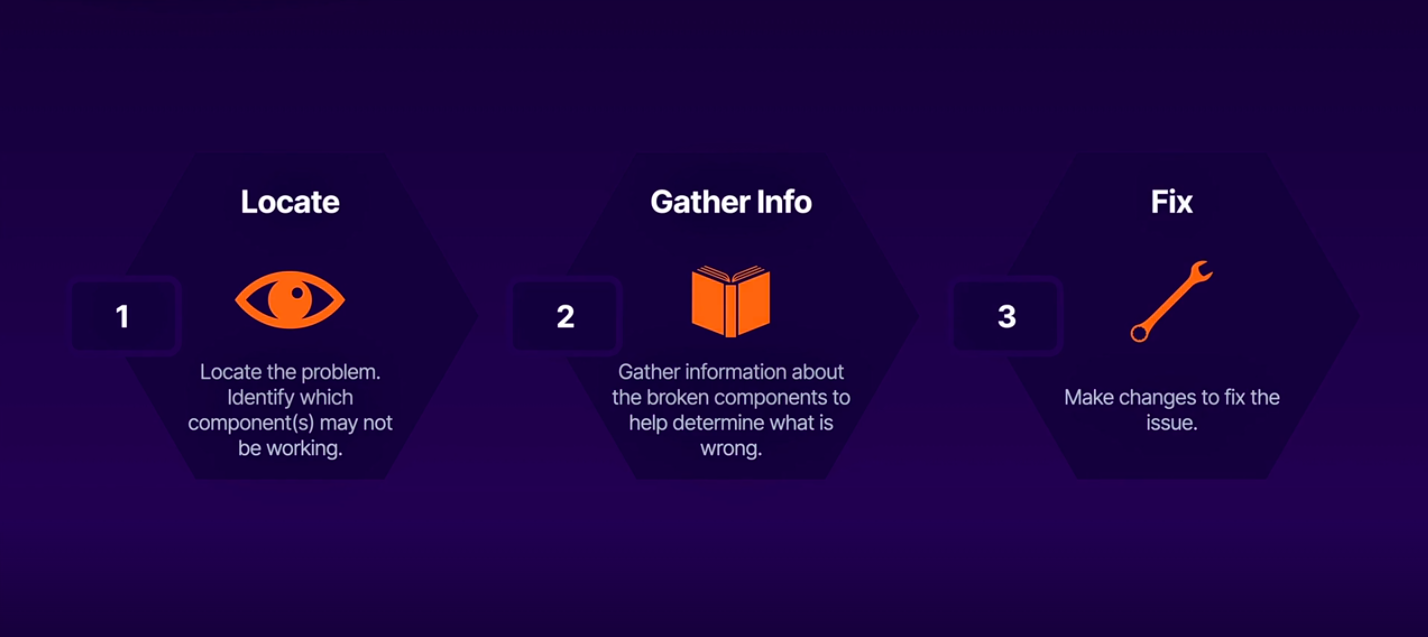 Locate
1
Locate the problem.
Identify which
component(s) may not
be working.
Gather Info
2
Gather information about
the broken components to
help determine what is
wrong.
Fix
3
Make changes to fix the
issue.